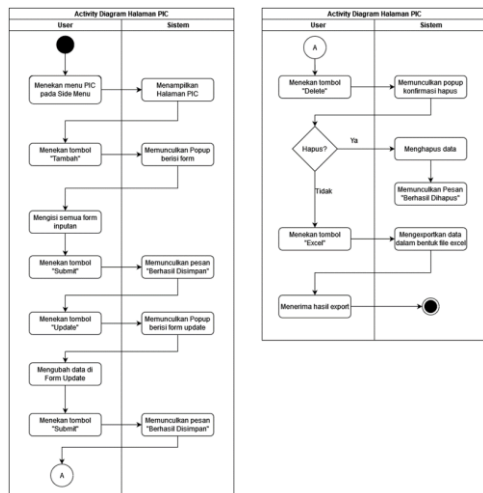 Activity Diagram Halaman PIC
User
Sistem
Menekan menu PIC
pada Side Menu
Menampilkan
Halaman PIC
Menekan tombol
"Tambah"
Memunculkan Popup
berisi form
Mengisi semua form
inputan
Menekan tombol
"Submit"
Memunculkan pesan
"Berhasil Disimpan"
Menekan tombol
"Update"
Memunculkan Popup
berisi form update
Mengubah data di
Form Update
Menekan tombol
"Submit"
Memunculkan pesan
"Berhasil Disimpan"
A
Activity Diagram Halaman PIC
User
Sistem
A
Menekan tombol
"Delete"
Memunculkan popup
konfirmasi hapus
Hapus?
Ya
Menghapus data
Memunculkan Pesan
"Berhasil Dihapus"
Tidak
Menekan tombol
"Excel"
Mengexportkan data
dalam bentuk file excel
Menerima hasil export